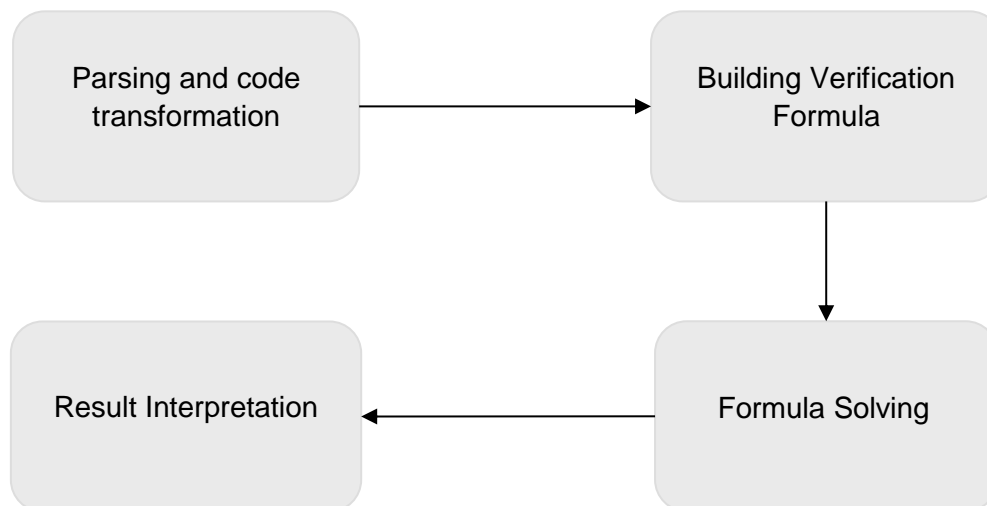 Parsing and code
transformation
Building Verification
Formula
Formula Solving
Result Interpretation